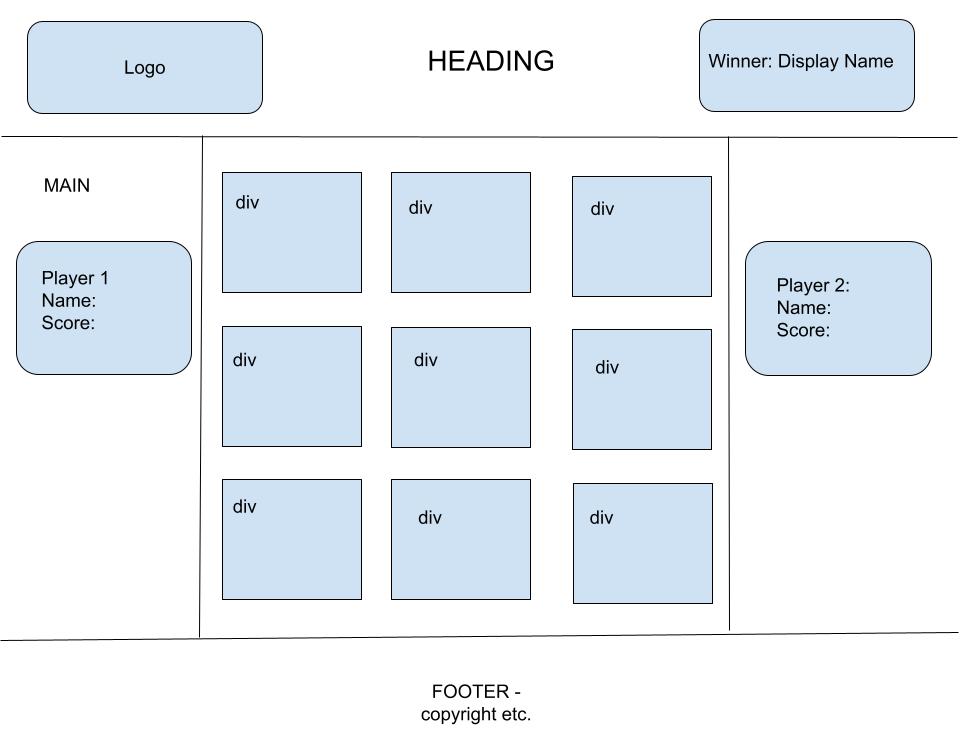 Logo
HEADING
Winner: Display Name
MAIN
Player 1
Name:
Score:
div
div
div
div
div
div
div
div
div
Player 2:
Name:
Score:
FOOTER -
copyright etc.